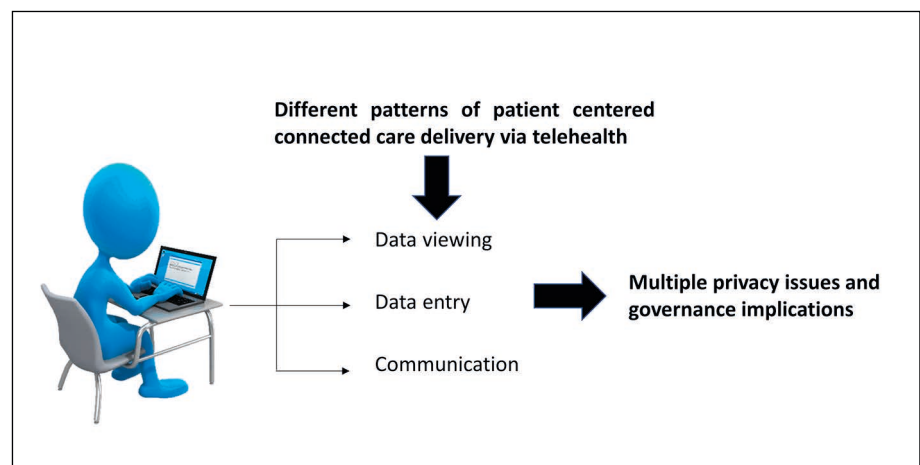 Different patterns of patient centered
connected care delivery via telehealth
Data viewing
Data entry
Communication
Multiple privacy issues and
governance implications